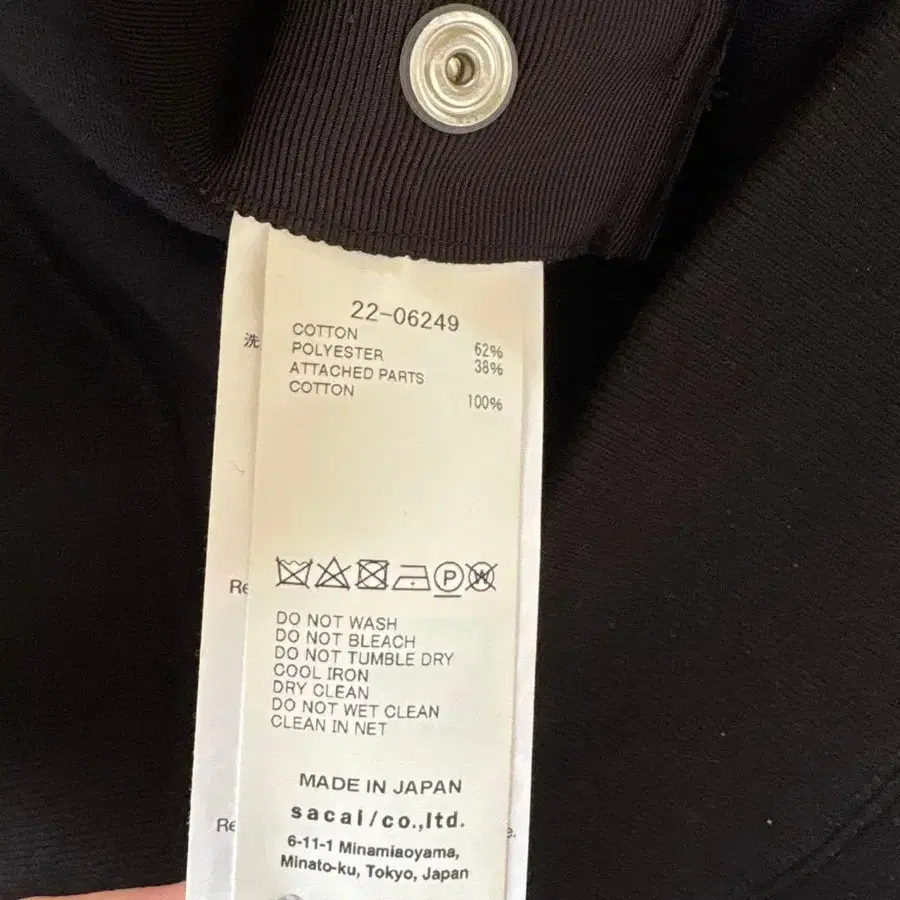 22-06249
COTTON 62%
POLYESTER 38%
ATTACHED PARTS
COTTON 100%
洗
P W
Re
DO NOT WASH
DO NOT BLEACH
DO NOT TUMBLE DRY
COOL IRON
DRY CLEAN
DO NOT WET CLEAN
CLEAN IN NET
MADE IN JAPAN
sacai/co.,ltd.
Re
e.
6-11-1 Minamiaoyama,
Minato-ku, Tokyo, Japan